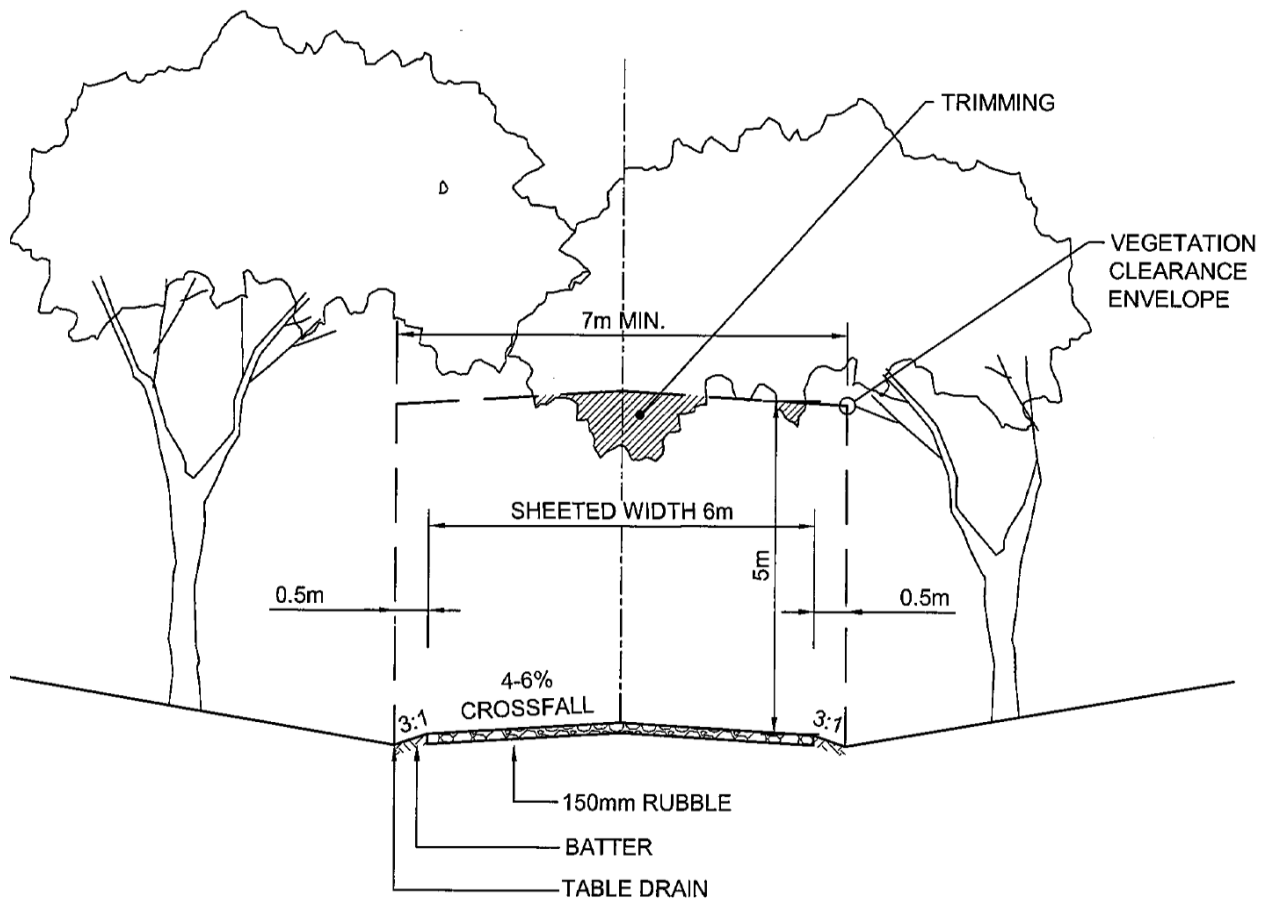 TRIMMING
VEGETATION
CLEARANCE
ENVELOPE
7m MIN.
SHEETED WIDTH 6m
5m
0.5m
0.5m
4-6%
CROSSFALL
3:1
3:1
150mm RUBBLE
BATTER
TABLE DRAIN